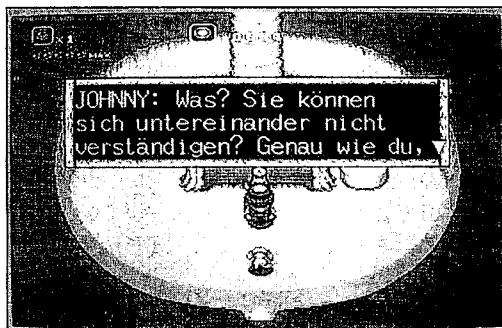 JOHNNY: Was? Sie können
sich untereinander nicht
verständigen? Genau wie du,